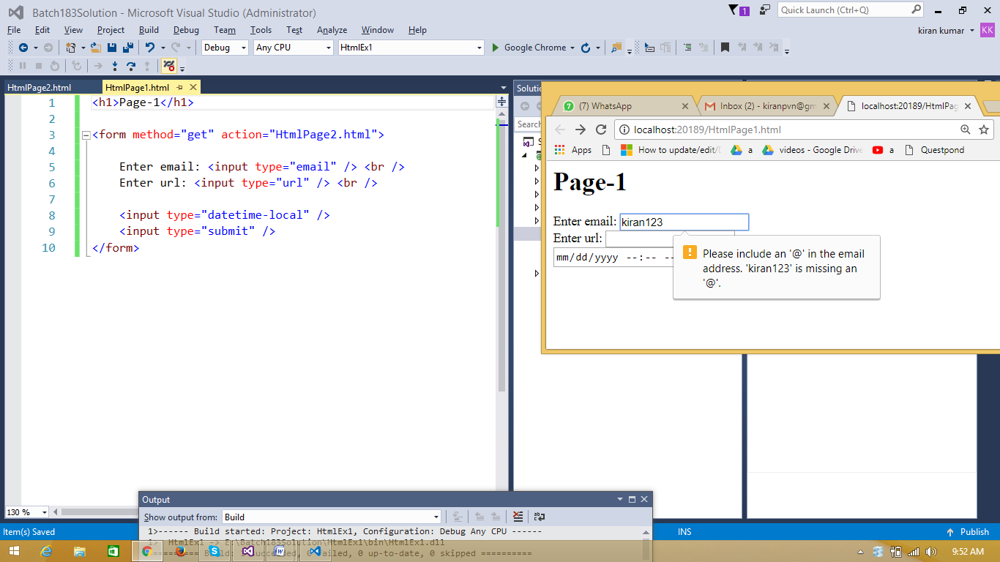 Batch183Solution - Microsoft Visual Studio (Administrator)
1
Quick Launch (Ctrl+Q)
File Edit View Project Build Debug Team Tools Test Analyze Window Help
kiran kumar KK
Debug Any CPU HtmlEx1 Google Chrome
HtmlPage2.html HtmlPage1.html
1 <h1>Page-1</h1>
2
3 <form method="get" action="HtmlPage2.html">
4
5 Enter email: <input type="email" /> <br />
6 Enter url: <input type="url" /> <br />
7
8 <input type="datetime-local" />
9 <input type="submit" />
10 </form>
130 %
Solutio
Search
S
7 (7) WhatsApp
Inbox (2) - kiranpvn@gm
localhost:20189/HtmlPag
localhost:20189/HtmlPage1.html
Apps How to update/edit/ a videos - Google Drive a Questpond
Page-1
Enter email: kiran123
Enter url:
mm/dd/yyyy --:-- --
Please include an '@' in the email
address. 'kiran123' is missing an
'@'.
Output
Show output from: Build
1>------ Build started: Project: HtmlEx1, Configuration: Debug Any CPU ------
1> HtmlEx1 -> E:\Batch183Solution\HtmlEx1\bin\HtmlEx1.dll
========== Build: 1 succeeded, 0 failed, 0 up-to-date, 0 skipped ==========
Item(s) Saved
INS
Publish
9:52 AM